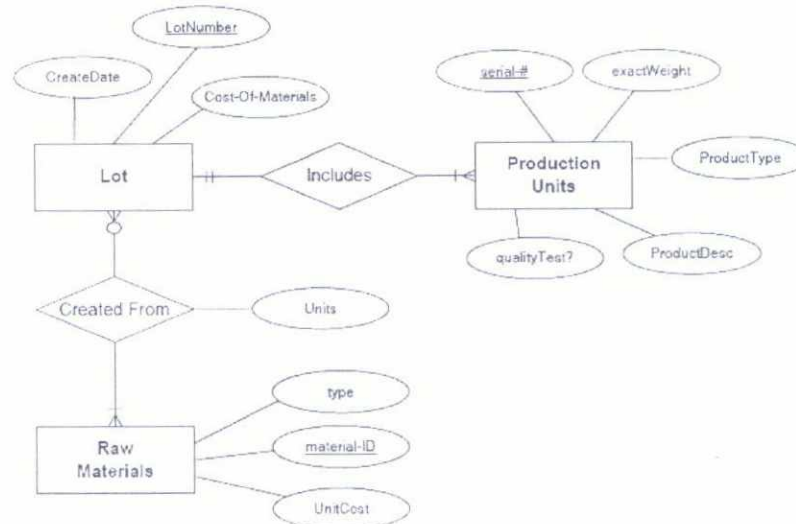 LotNumber
CreateDate
Cost-Of-Materials
serial-#
exactWeight
Lot
Includes
Production
Units
ProductType
qualityTest?
ProductDesc
Created From
Units
type
Raw
Materials
material-ID
UnitCost